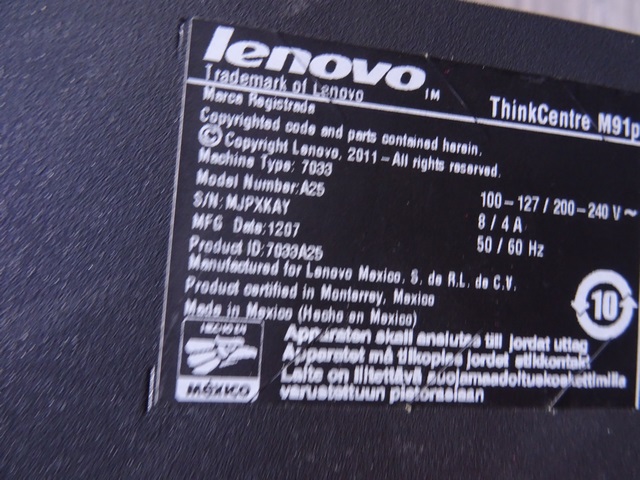 lenovo TM
ThinkCentre M91p
Trademark of Lenovo
Marca Registrada
Copyrighted code and parts contained herein.
© Copyright Lenovo, 2011 – All rights reserved.
Machine Type: 7033
Model Number: A25
S/N: MJPXKAY
MFG Date: 1207
Product ID: 7033A25
100–127 / 200–240 V ~
8 / 4 A
50 / 60 Hz
Manufactured for Lenovo Mexico, S. de R.L. de C.V.
Product certified in Monterrey, Mexico
Made in Mexico (Hecho en Mexico)
10
HECHO EN
MÉXICO
Apparaten skall anslutas till jordat uttag
Apparatet må tilkoples jordet stikkontakt
Laite on liitettävä suojamaadoituskoskettimilla
varustettuun pistorasiaan